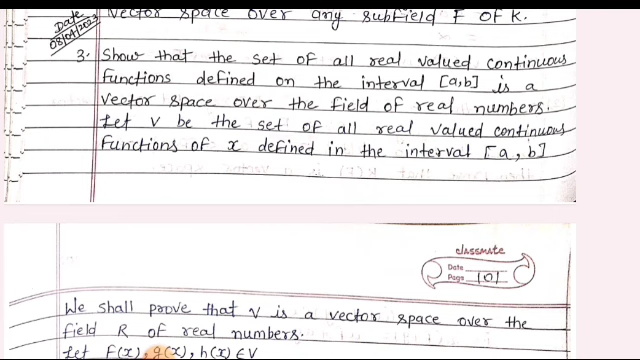 vector space over any subfield F of K.
Date
08/04/2023
3. Show that the set of all real valued continuous
functions defined on the interval [a,b] is a
vector space over the field of real numbers.
Let V be the set of all real valued continuous
functions of x defined in the interval [a, b]
classmate
Date
Page 101
We shall prove that V is a vector space over the
field R of real numbers.
Let F(x), g(x), h(x) ∈ V